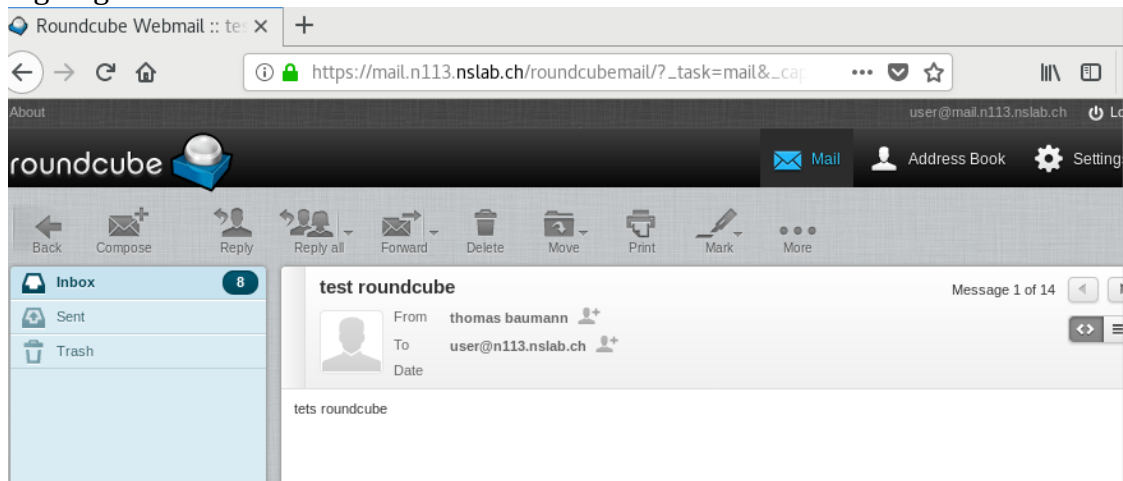 Roundcube Webmail :: tes
https://mail.n113.nslab.ch/roundcubemail/?_task=mail&_cap
About
user@mail.n113.nslab.ch
roundcube
Mail
Address Book
Setting
Back
Compose
Reply
Reply all
Forward
Delete
Move
Print
Mark
More
Inbox
8
Sent
Trash
test roundcube
Message 1 of 14
From thomas baumann
To user@n113.nslab.ch
Date
tets roundcube